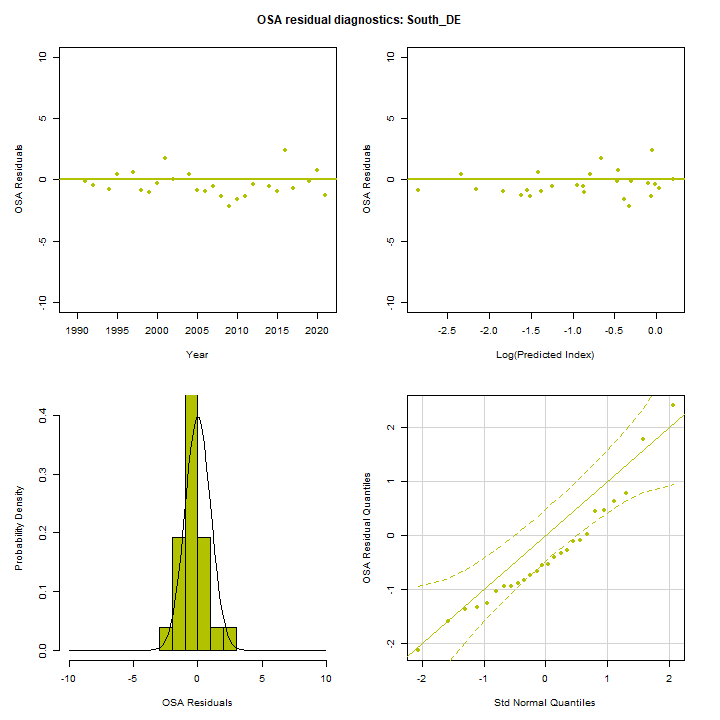 OSA residual diagnostics: South_DE
OSA Residuals
10
5
0
-5
-10
1990 1995 2000 2005 2010 2015 2020
Year
OSA Residuals
10
5
0
-5
-10
-2.5 -2.0 -1.5 -1.0 -0.5 0.0
Log(Predicted Index)
Probability Density
0.4
0.3
0.2
0.1
0.0
-10 -5 0 5 10
OSA Residuals
OSA Residual Quantiles
2
1
0
-1
-2
-2 -1 0 1 2
Std Normal Quantiles